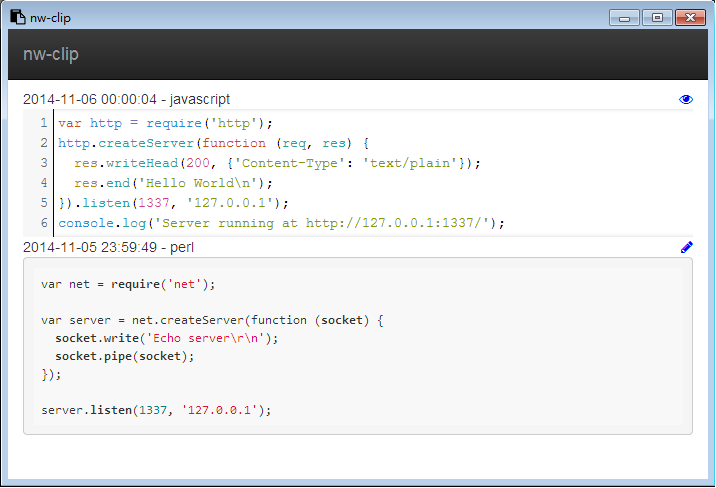 nw-clip
nw-clip
2014-11-06 00:00:04 - javascript
1 var http = require('http');
2 http.createServer(function (req, res) {
3   res.writeHead(200, {'Content-Type': 'text/plain'});
4   res.end('Hello World\n');
5 }).listen(1337, '127.0.0.1');
6 console.log('Server running at http://127.0.0.1:1337/');
2014-11-05 23:59:49 - perl
var net = require('net');
var server = net.createServer(function (socket) {
  socket.write('Echo server\r\n');
  socket.pipe(socket);
});
server.listen(1337, '127.0.0.1');